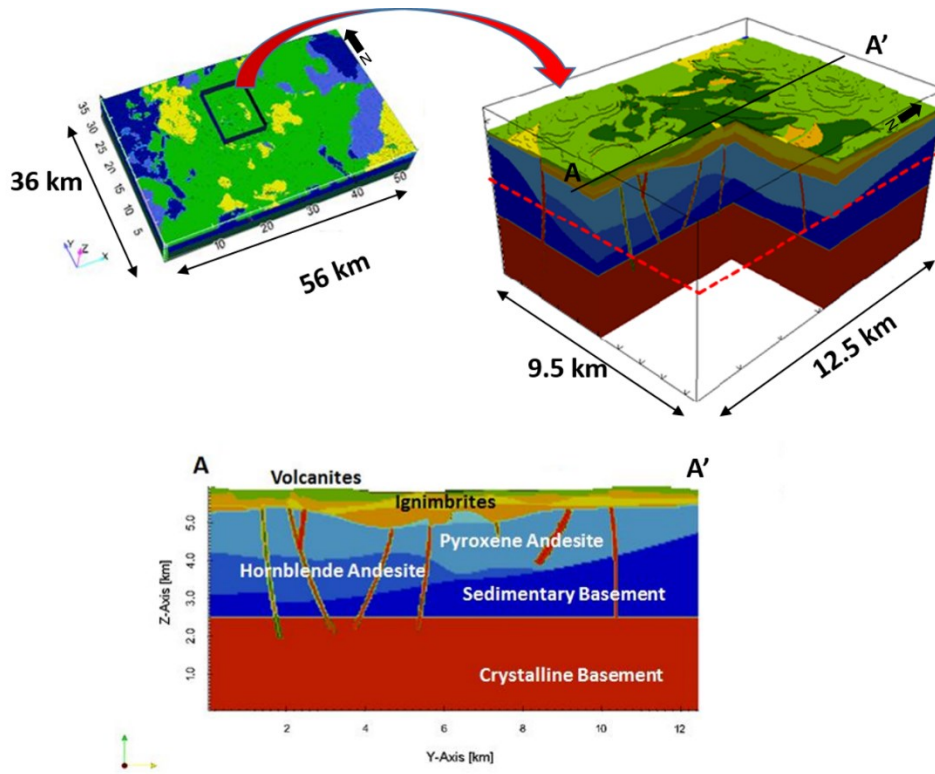 N
35
30
25
20
15
10
5
36 km
10
20
30
40
50
56 km
Y
Z
X
A'
N
A
9.5 km
12.5 km
A
A'
Volcanites
Ignimbrites
Pyroxene Andesite
Hornblende Andesite
Sedimentary Basement
Crystalline Basement
Z-Axis [km]
5.0
4.0
3.0
2.0
1.0
2
4
6
8
10
12
Y-Axis [km]